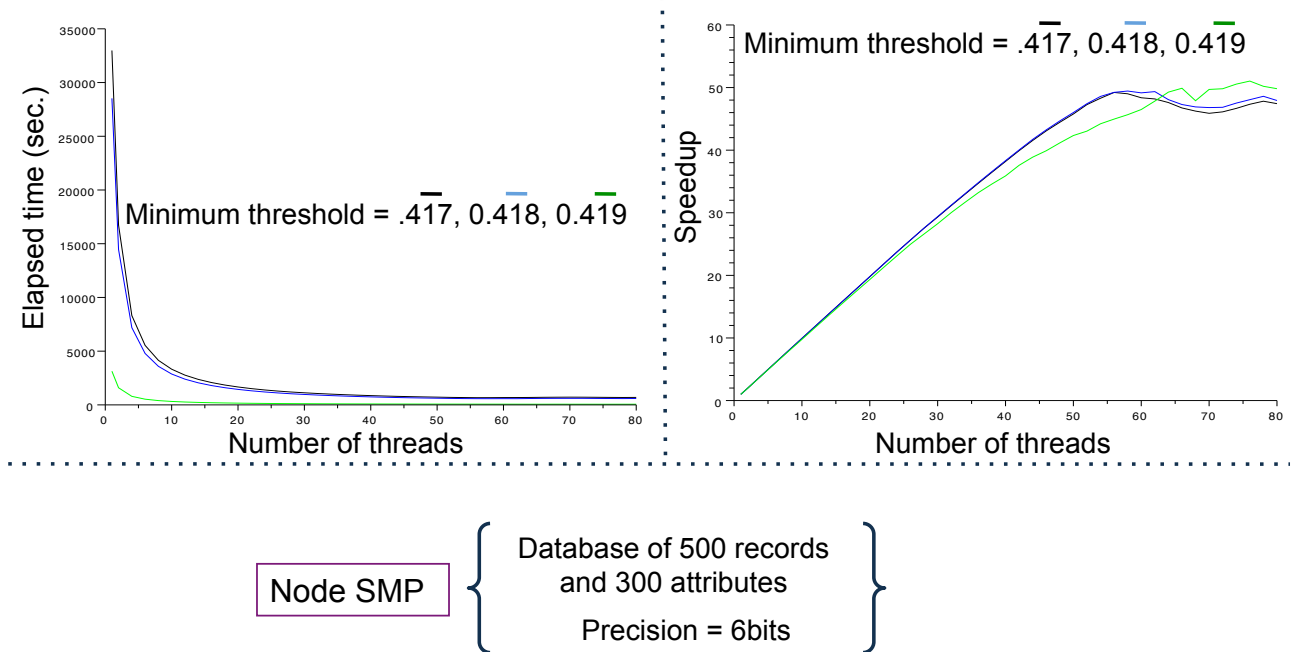 35000
30000
25000
20000
15000
10000
5000
0
Elapsed time (sec.)
Minimum threshold = .417, 0.418, 0.419
0 10 20 30 40 50 60 70 80
Number of threads
60
50
40
30
20
10
0
Speedup
Minimum threshold = .417, 0.418, 0.419
0 10 20 30 40 50 60 70 80
Number of threads
Node SMP
Database of 500 records
and 300 attributes
Precision = 6bits